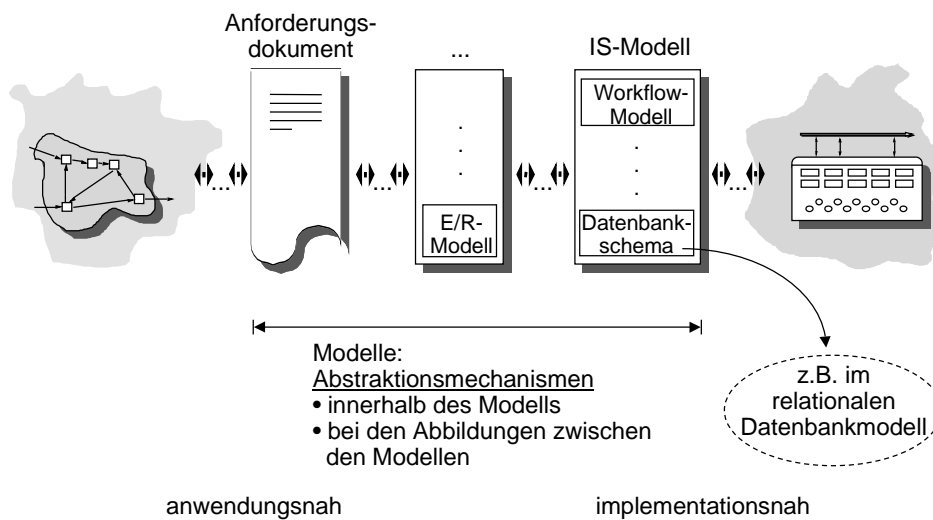 Anforderungs-
dokument
...
IS-Modell
Workflow-
Modell
...
...
...
...
E/R-
Modell
Datenbank-
schema
Modelle:
Abstraktionsmechanismen
• innerhalb des Modells
• bei den Abbildungen zwischen
den Modellen
z.B. im
relationalen
Datenbankmodell
anwendungsnah
implementationsnah